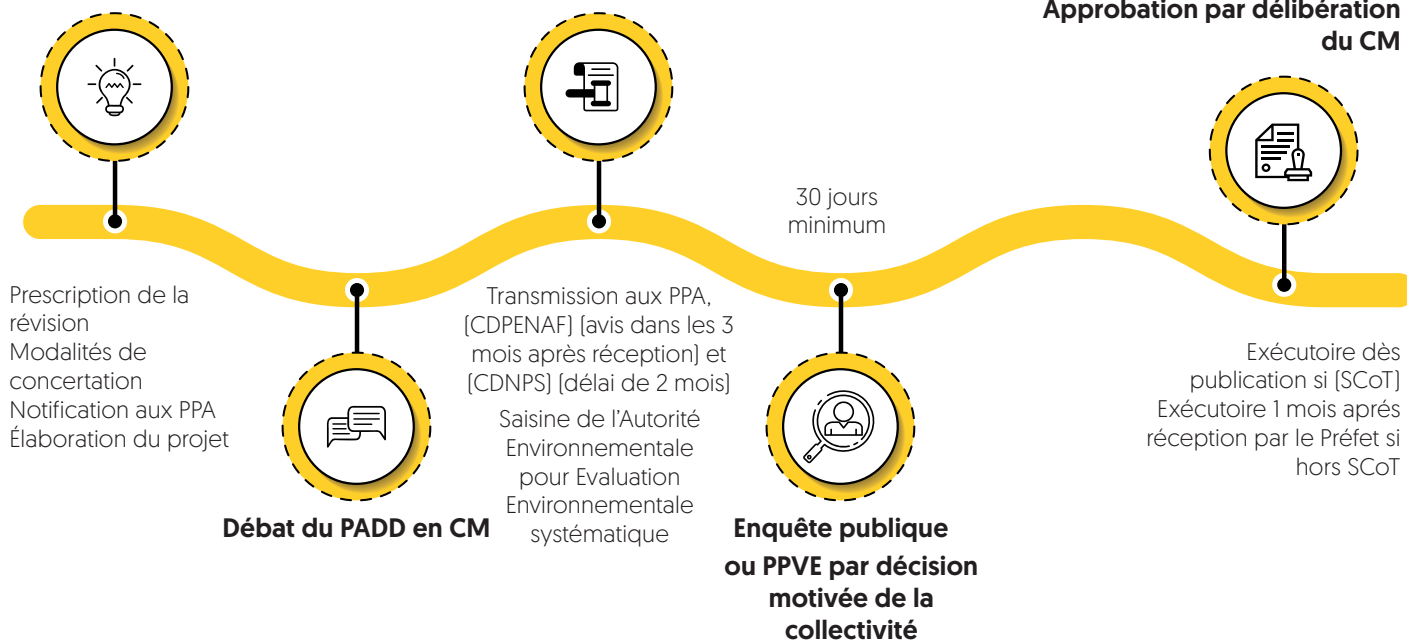 Prescription de la
révision
Modalités de
concertation
Notification aux PPA
Élaboration du projet
Débat du PADD en CM
Transmission aux PPA,
(CDPENAF) (avis dans les 3
mois après réception) et
(CDNPS) (délai de 2 mois)
Saisine de l’Autorité
Environnementale
pour Evaluation
Environnementale
systématique
30 jours
minimum
Enquête publique
ou PPVE par décision
motivée de la
collectivité
Approbation par délibération
du CM
Exécutoire dès
publication si (SCoT)
Exécutoire 1 mois aprés
réception par le Préfet si
hors SCoT